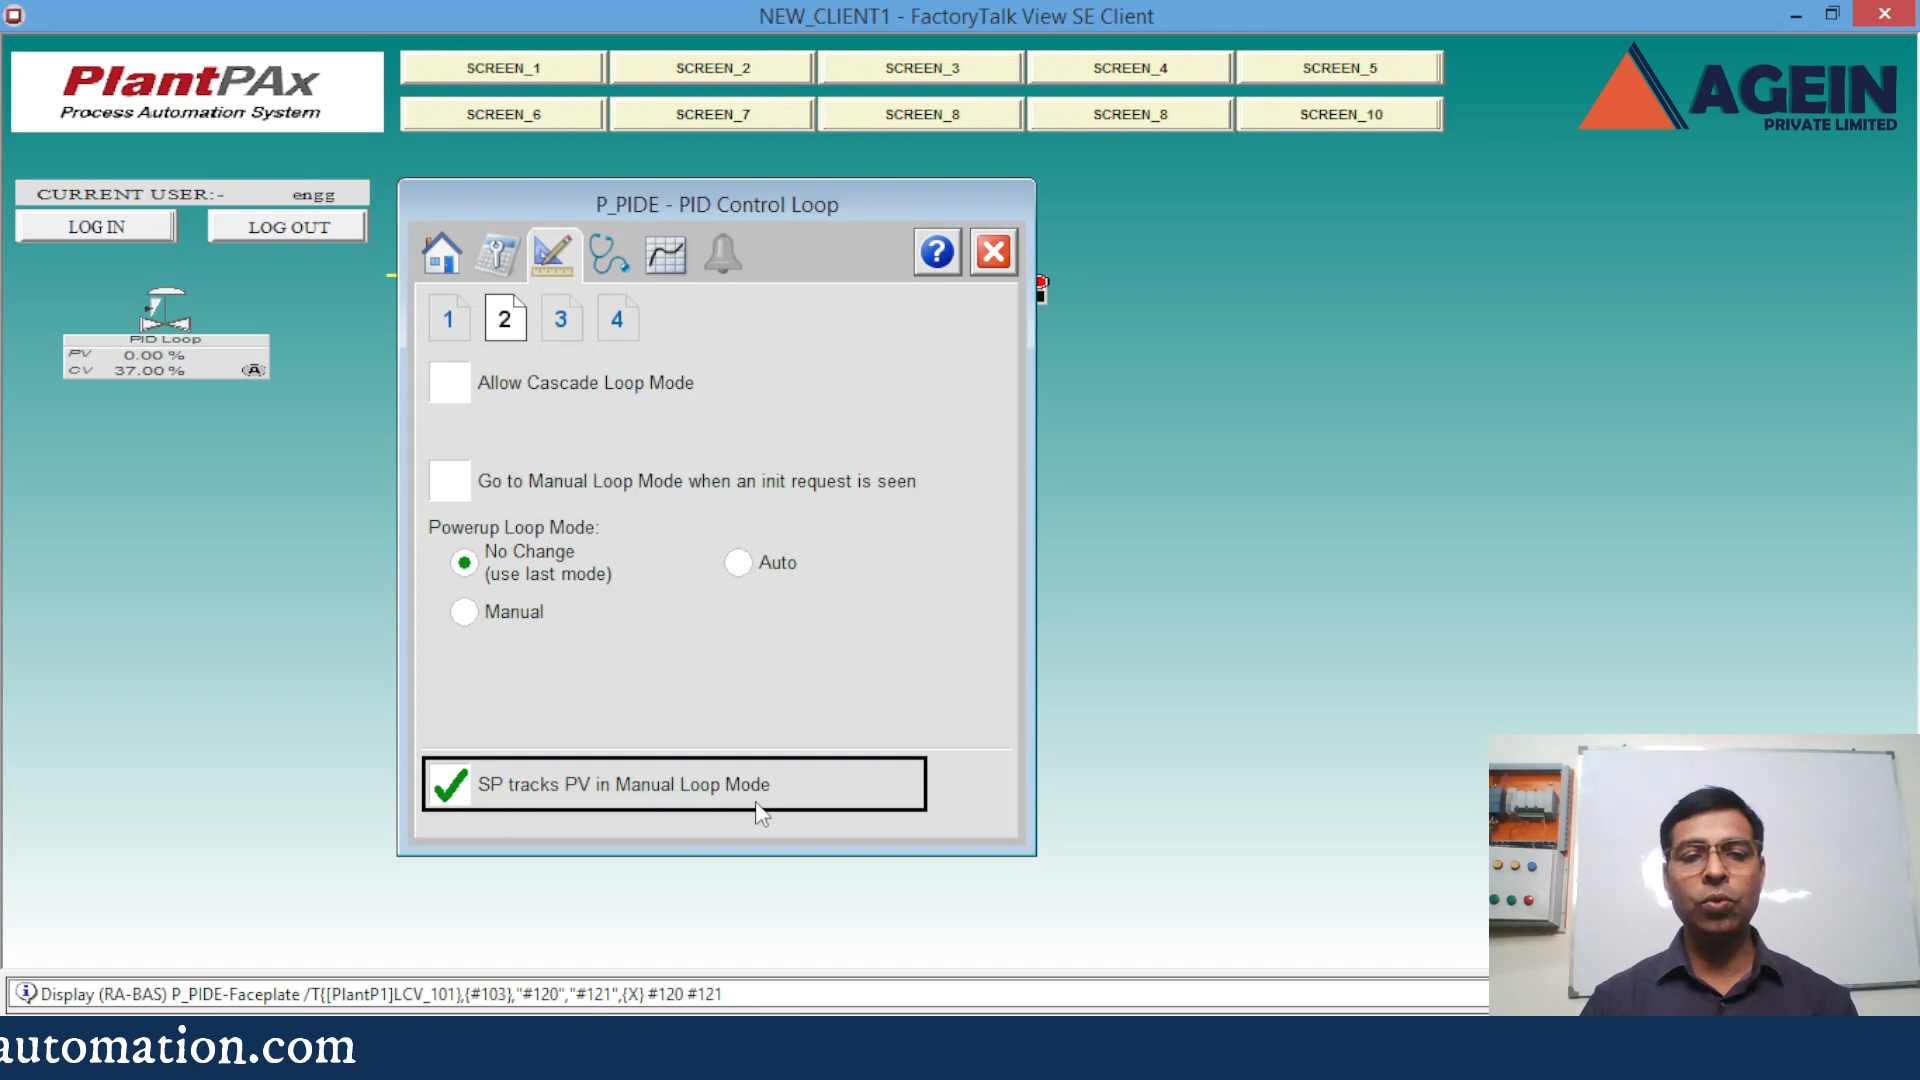 NEW_CLIENT1 - FactoryTalk View SE Client
PlantPAx
Process Automation System
SCREEN_1
SCREEN_2
SCREEN_3
SCREEN_4
SCREEN_5
SCREEN_6
SCREEN_7
SCREEN_8
SCREEN_8
SCREEN_10
AGEIN
PRIVATE LIMITED
CURRENT USER:- engg
LOG IN
LOG OUT
PID Loop
PV 0.00 %
CV 37.00 %
A
P_PIDE - PID Control Loop
?
1
2
3
4
Allow Cascade Loop Mode
Go to Manual Loop Mode when an init request is seen
Powerup Loop Mode:
No Change
(use last mode)
Auto
Manual
SP tracks PV in Manual Loop Mode
Display (RA-BAS) P_PIDE-Faceplate /T{[PlantP1]LCV_101},{#103},"#120","#121",{X} #120 #121
automation.com